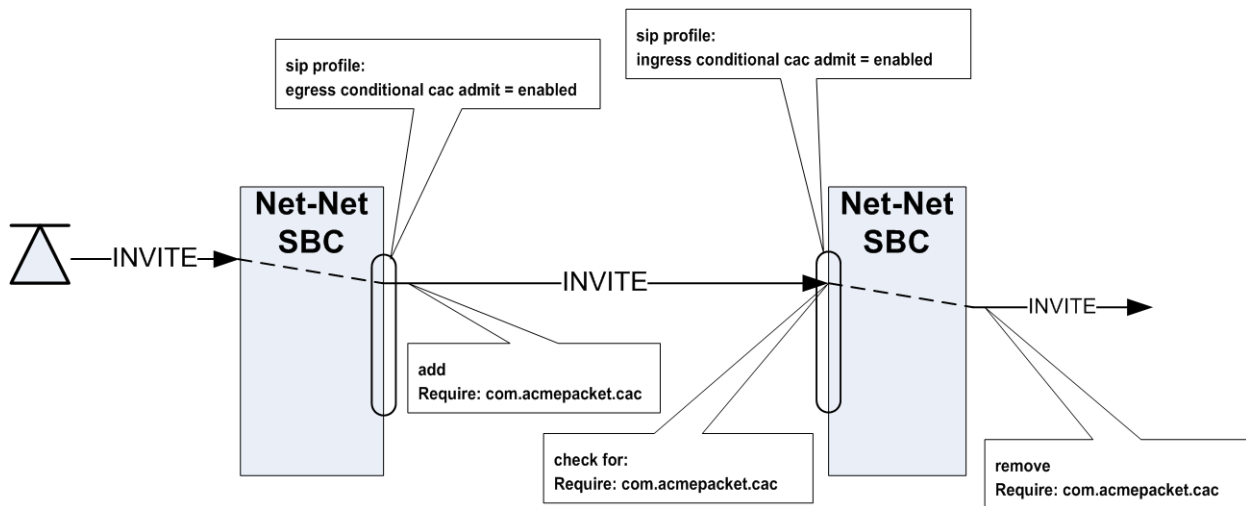 sip profile:
egress conditional cac admit = enabled
sip profile:
ingress conditional cac admit = enabled
Net-Net
SBC
Net-Net
SBC
INVITE
INVITE
INVITE
add
Require: com.acmepacket.cac
check for:
Require: com.acmepacket.cac
remove
Require: com.acmepacket.cac